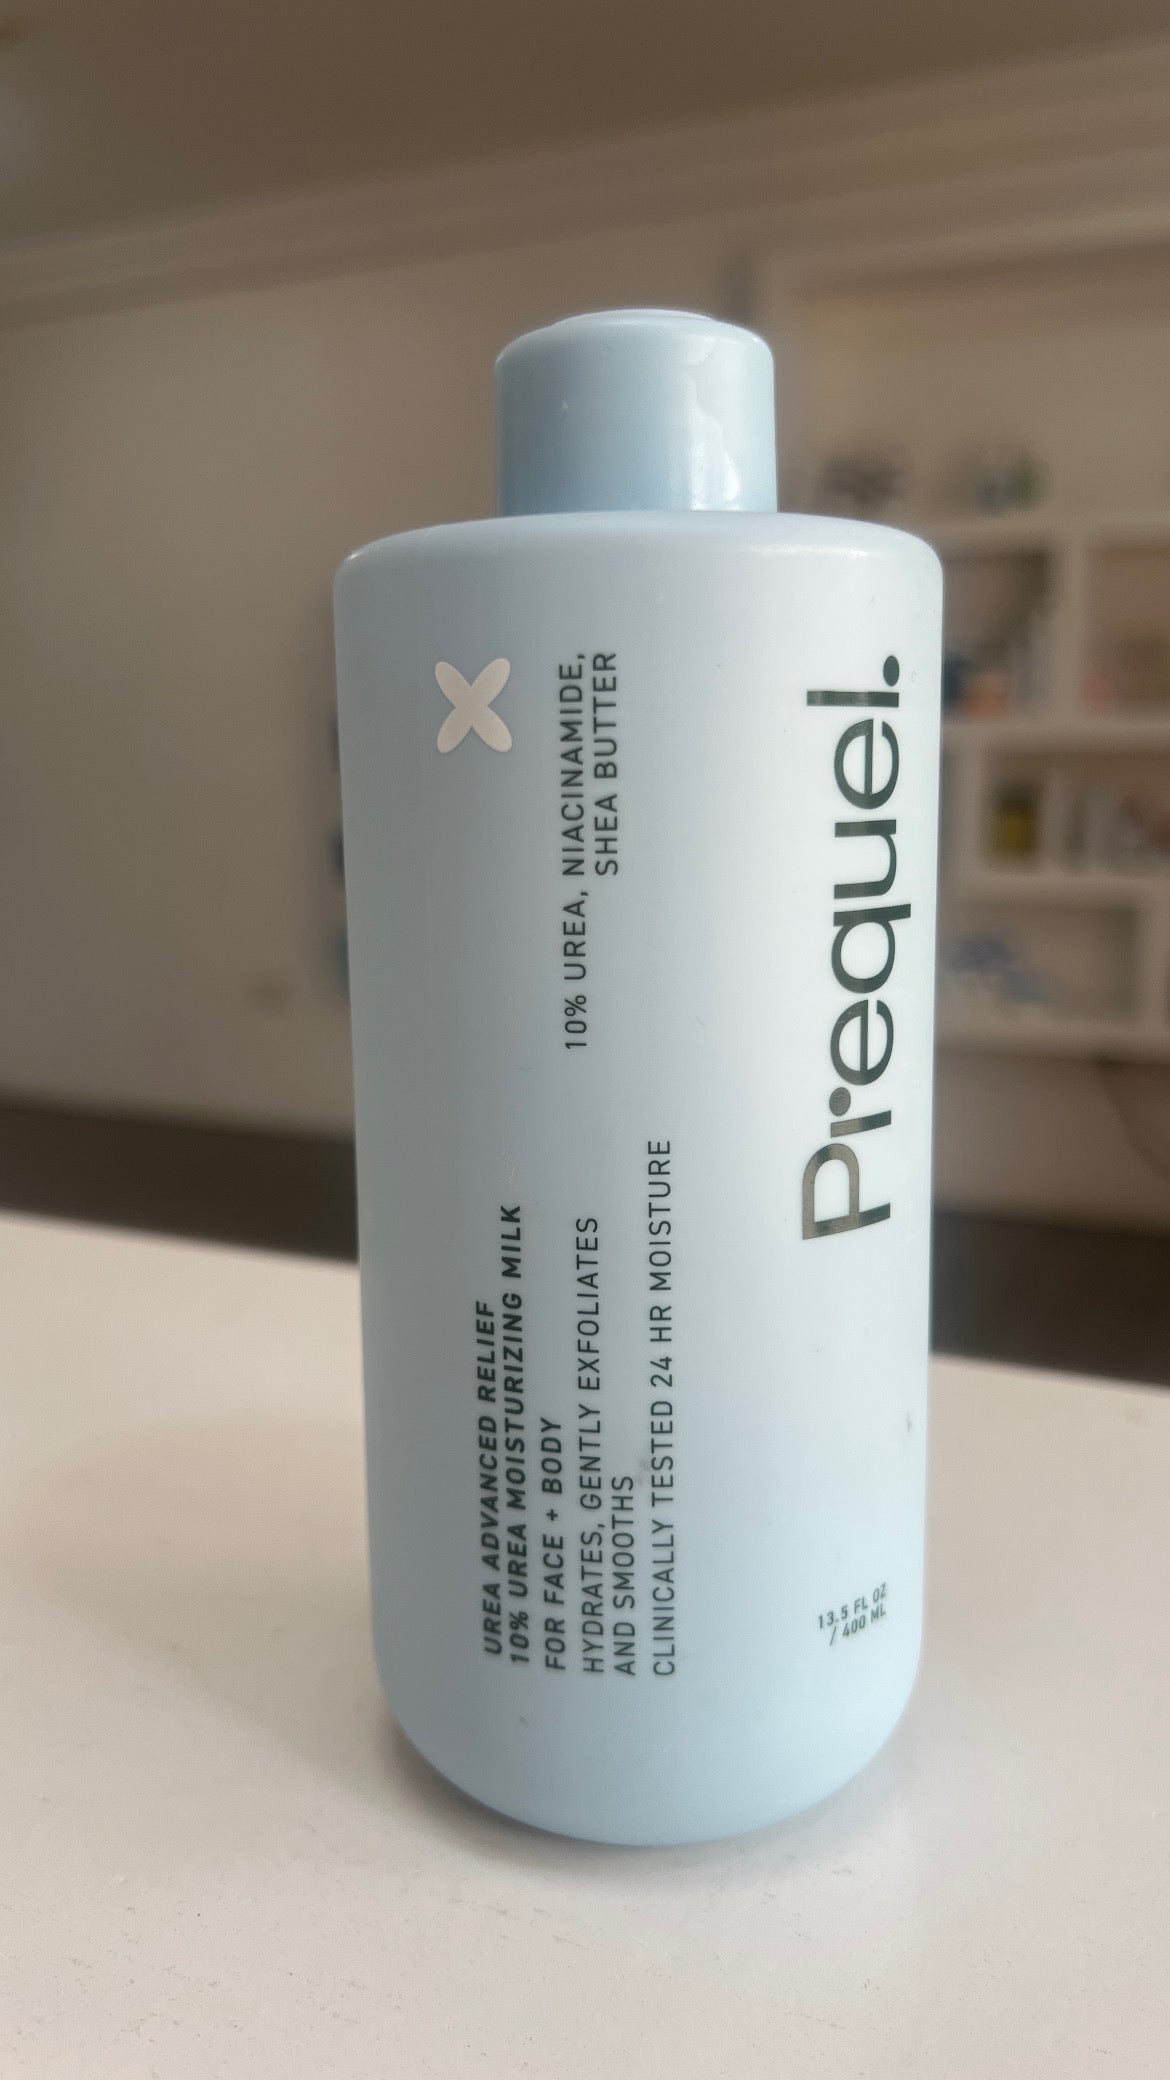 Prequel.
10% UREA, NIACINAMIDE,
SHEA BUTTER
UREA ADVANCED RELIEF
10% UREA MOISTURIZING MILK
FOR FACE + BODY
HYDRATES, GENTLY EXFOLIATES
AND SMOOTHS
CLINICALLY TESTED 24 HR MOISTURE
13.5 FL OZ
/ 400 ML